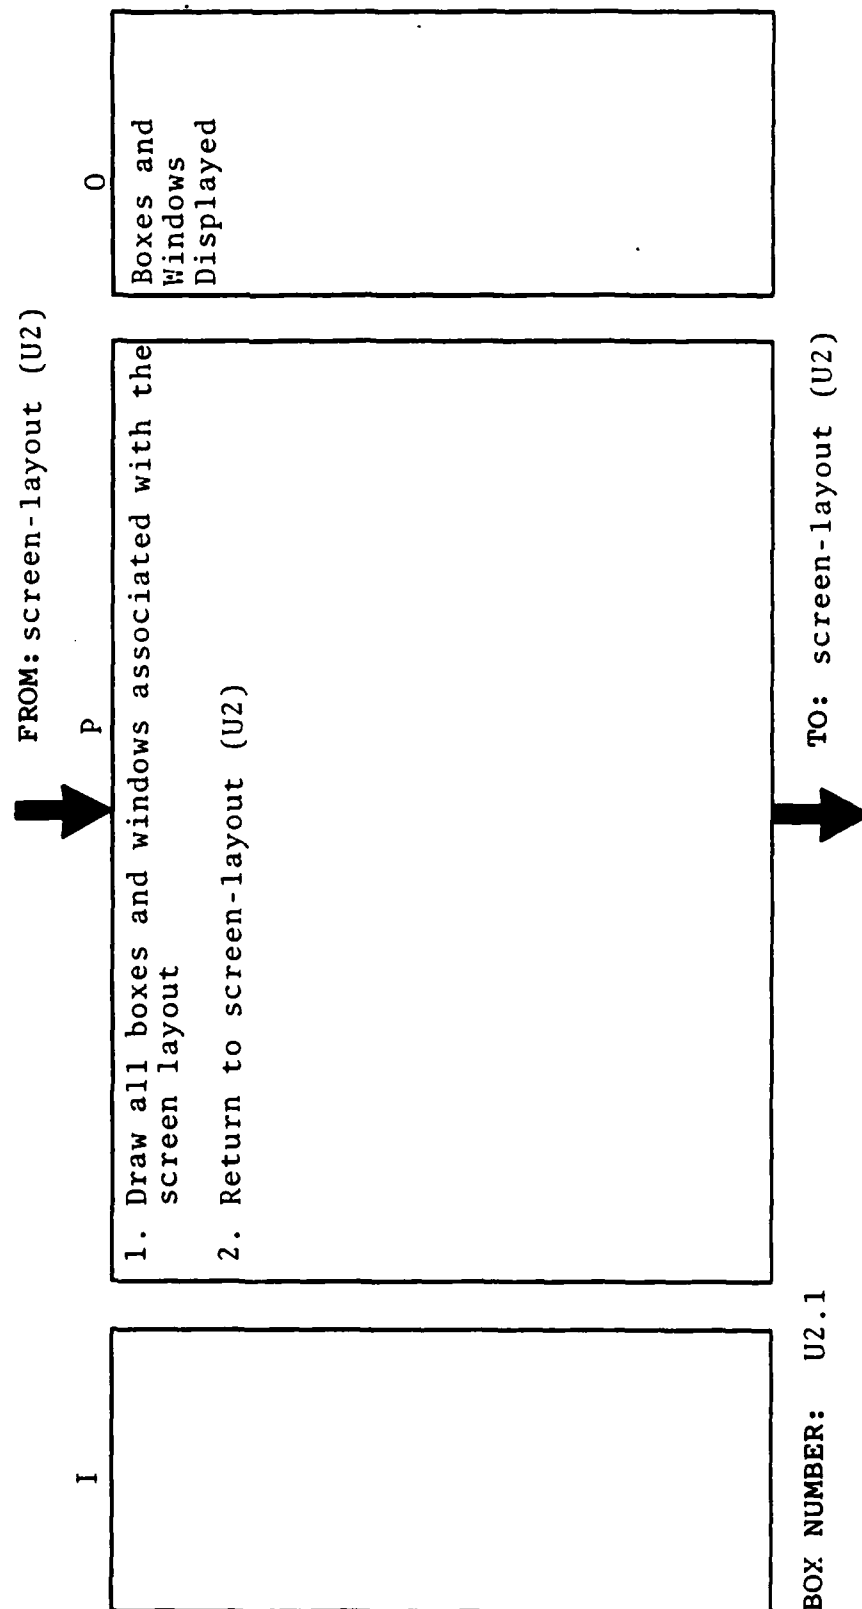 FROM: screen-layout (U2)
I
P
O
1. Draw all boxes and windows associated with the
screen layout
2. Return to screen-layout (U2)
Boxes and
Windows
Displayed
BOX NUMBER: U2.1
TO: screen-layout (U2)